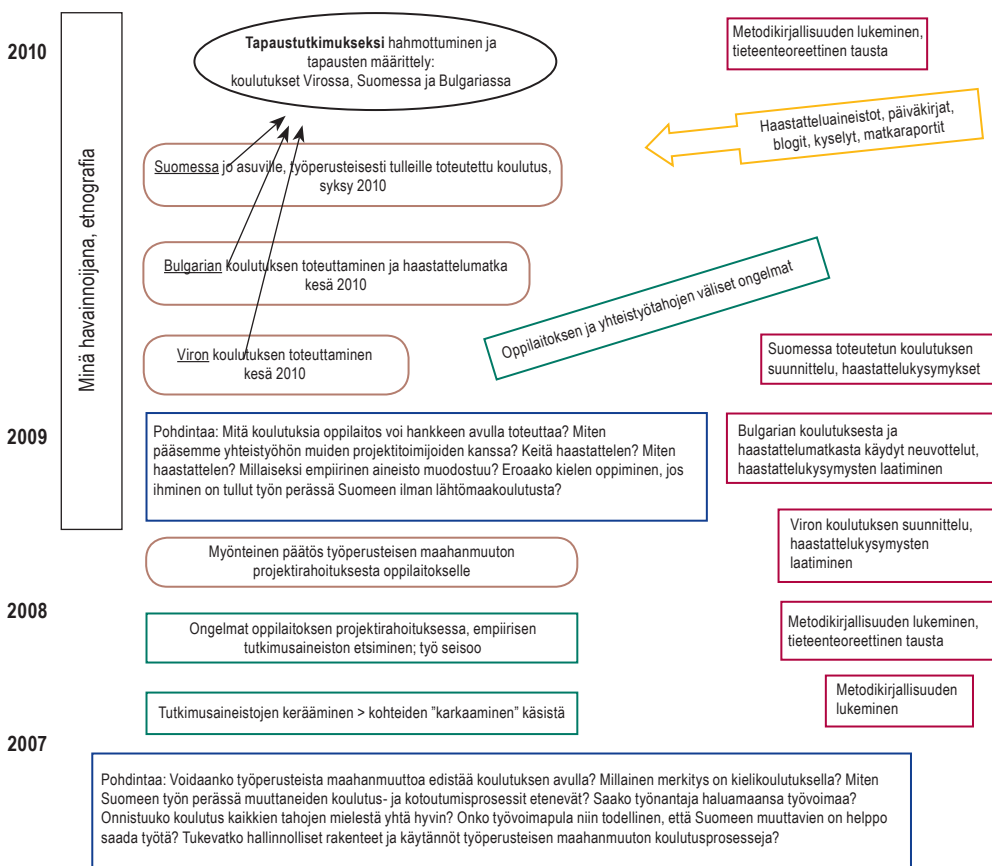 2010
Tapaustutkimukseksi hahmottuminen ja
tapausten määrittely:
koulutukset Virossa, Suomessa ja Bulgariassa
Metodikirjallisuuden lukeminen,
tieteenteoreettinen tausta
Haastatteluaineistot, päiväkirjat,
blogit, kyselyt, matkaraportit
Minä havainnoijana, etnografia
Suomessa jo asuville, työperusteisesti tulleille toteutettu koulutus,
syksy 2010
Bulgarian koulutuksen toteuttaminen ja haastattelumatka
kesä 2010
Oppilaitoksen ja yhteistyötahojen väliset ongelmat
Viron koulutuksen toteuttaminen
kesä 2010
Suomessa toteutetun koulutuksen
suunnittelu, haastattelukysymykset
2009
Pohdintaa: Mitä koulutuksia oppilaitos voi hankkeen avulla toteuttaa? Miten
pääsemme yhteistyöhön muiden projektitoimijoiden kanssa? Keitä haastattelen? Miten
haastattelen? Millaiseksi empiirinen aineisto muodostuu? Eroaako kielen oppiminen, jos
ihminen on tullut työn perässä Suomeen ilman lähtömaakoulutusta?
Bulgarian koulutuksesta ja
haastattelumatkasta käydyt neuvottelut,
haastattelukysymysten laatiminen
Viron koulutuksen suunnittelu,
haastattelukysymysten
laatiminen
Myönteinen päätös työperusteisen maahanmuuton
projektirahoituksesta oppilaitokselle
2008
Ongelmat oppilaitoksen projektirahoituksessa, empiirisen
tutkimusaineiston etsiminen; työ seisoo
Metodikirjallisuuden lukeminen,
tieteenteoreettinen tausta
Tutkimusaineistojen kerääminen > kohteiden ”karkaaminen” käsistä
Metodikirjallisuuden
lukeminen
2007
Pohdintaa: Voidaanko työperusteista maahanmuuttoa edistää koulutuksen avulla? Millainen merkitys on kielikoulutuksella? Miten
Suomeen työn perässä muuttaneiden koulutus- ja kotoutumisprosessit etenevät? Saako työnantaja haluamaansa työvoimaa?
Onnistuuko koulutus kaikkien tahojen mielestä yhtä hyvin? Onko työvoimapula niin todellinen, että Suomeen muuttavien on helppo
saada työtä? Tukevatko hallinnolliset rakenteet ja käytännöt työperusteisen maahanmuuton koulutusprosesseja?